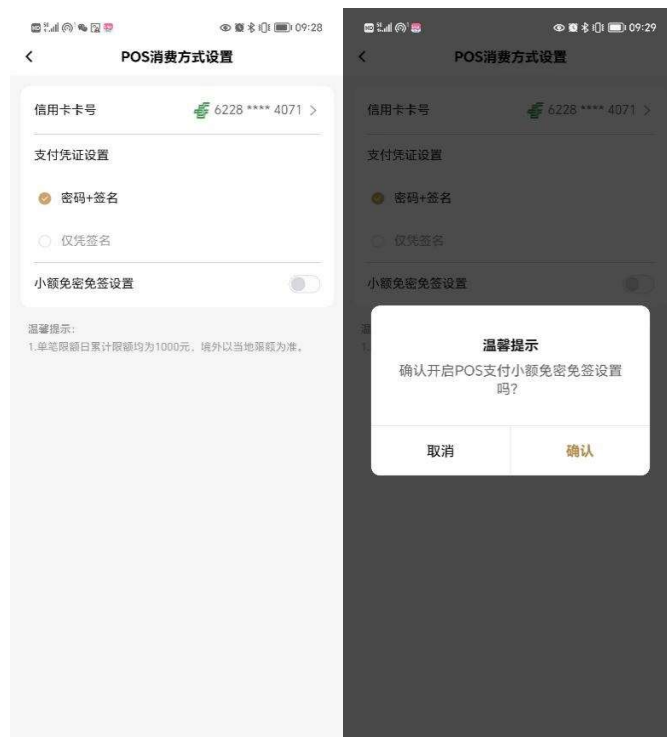 09:28
POS消费方式设置
信用卡卡号
6228 **** 4071 >
支付凭证设置
密码+签名
仅凭签名
小额免密免签设置
温馨提示:
1.单笔限额日累计限额均为1000元，境外以当地限额为准。
09:29
POS消费方式设置
信用卡卡号
6228 **** 4071 >
支付凭证设置
密码+签名
仅凭签名
小额免密免签设置
温馨提示
确认开启POS支付小额免密免签设置
吗?
取消
确认